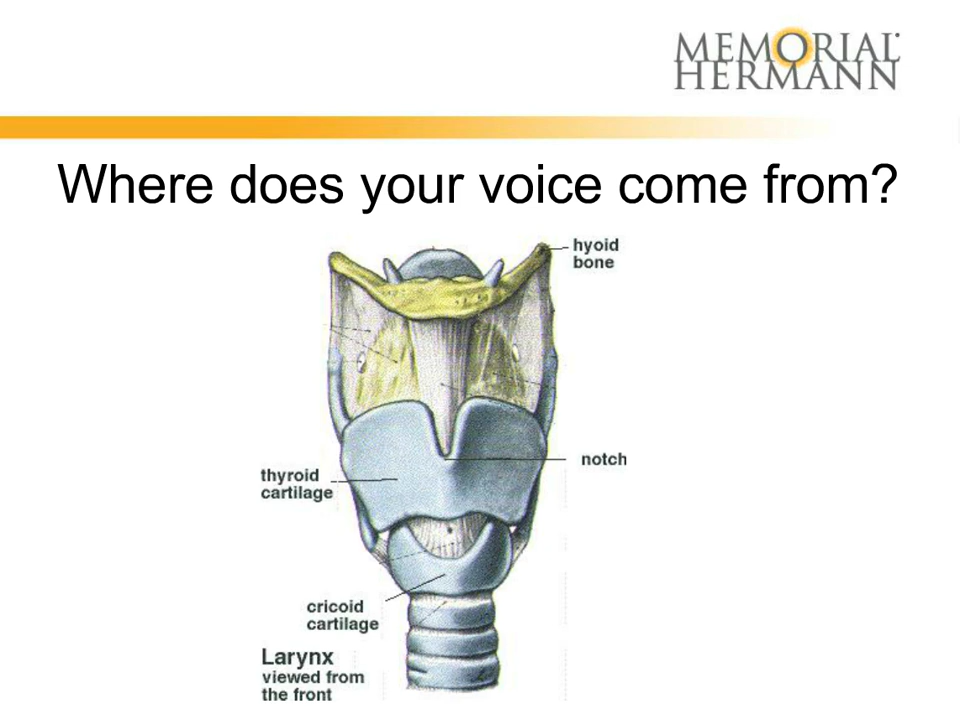 MEMORIAL
HERMANN
Where does your voice come from?
hyoid
bone
notch
thyroid
cartilage
cricoid
cartilage
Larynx
viewed from
the front